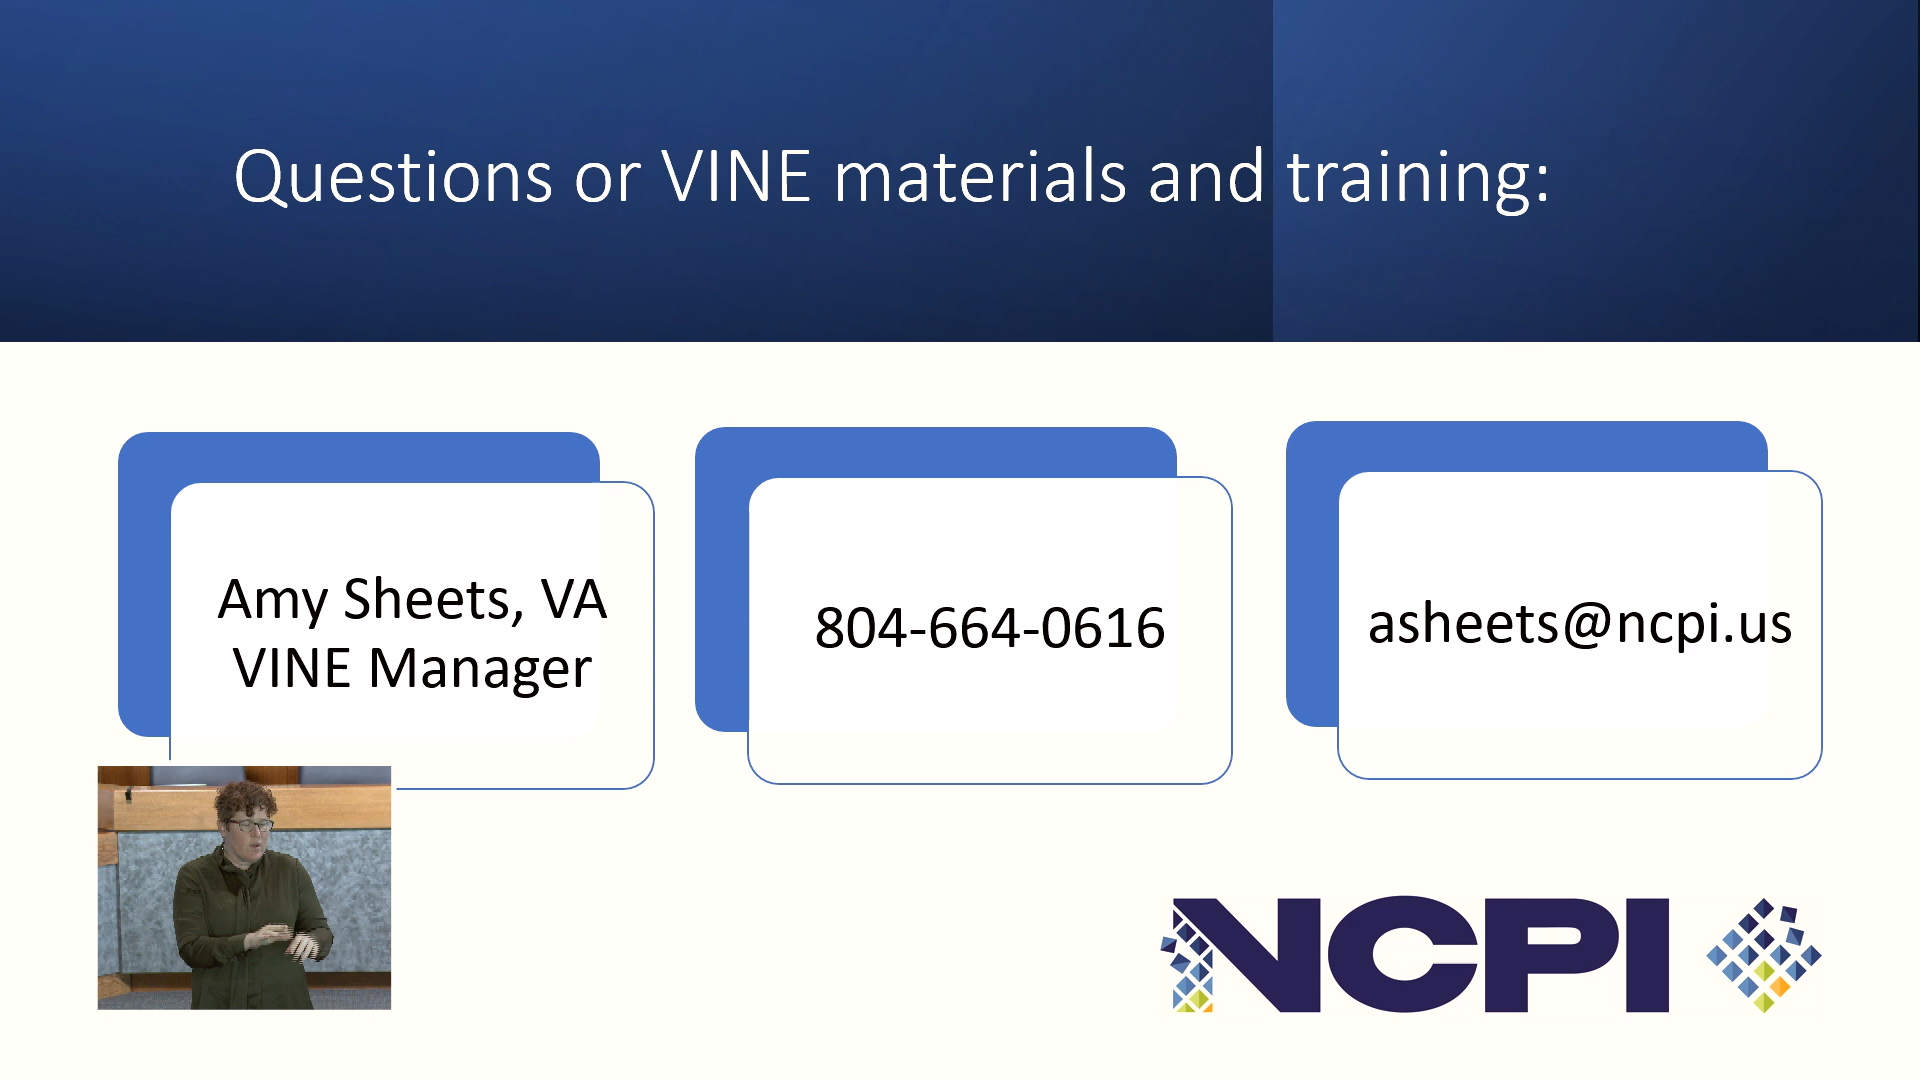 Questions or VINE materials and training:
Amy Sheets, VA
VINE Manager
804-664-0616
asheets@ncpi.us
NCPI